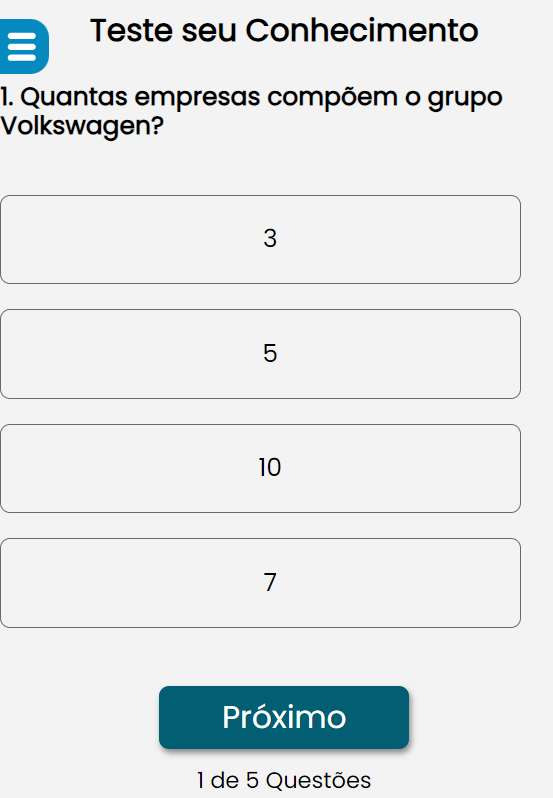 Teste seu Conhecimento
1. Quantas empresas compõem o grupo
Volkswagen?
3
5
10
7
Próximo
1 de 5 Questões